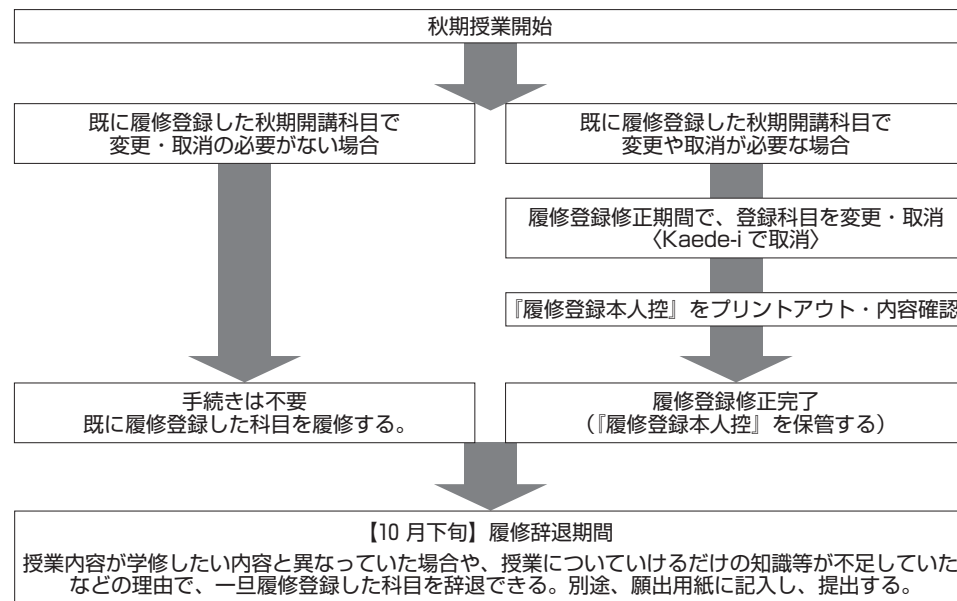 秋期授業開始
既に履修登録した秋期開講科目で
変更・取消の必要がない場合
既に履修登録した秋期開講科目で
変更や取消が必要な場合
履修登録修正期間で、登録科目を変更・取消
〈Kaede-i で取消〉
『履修登録本人控』をプリントアウト・内容確認
手続きは不要
既に履修登録した科目を履修する。
履修登録修正完了
(『履修登録本人控』を保管する)
【10 月下旬】履修辞退期間
授業内容が学修したい内容と異なっていた場合や、授業についていけるだけの知識等が不足していた
などの理由で、一旦履修登録した科目を辞退できる。別途、願出用紙に記入し、提出する。